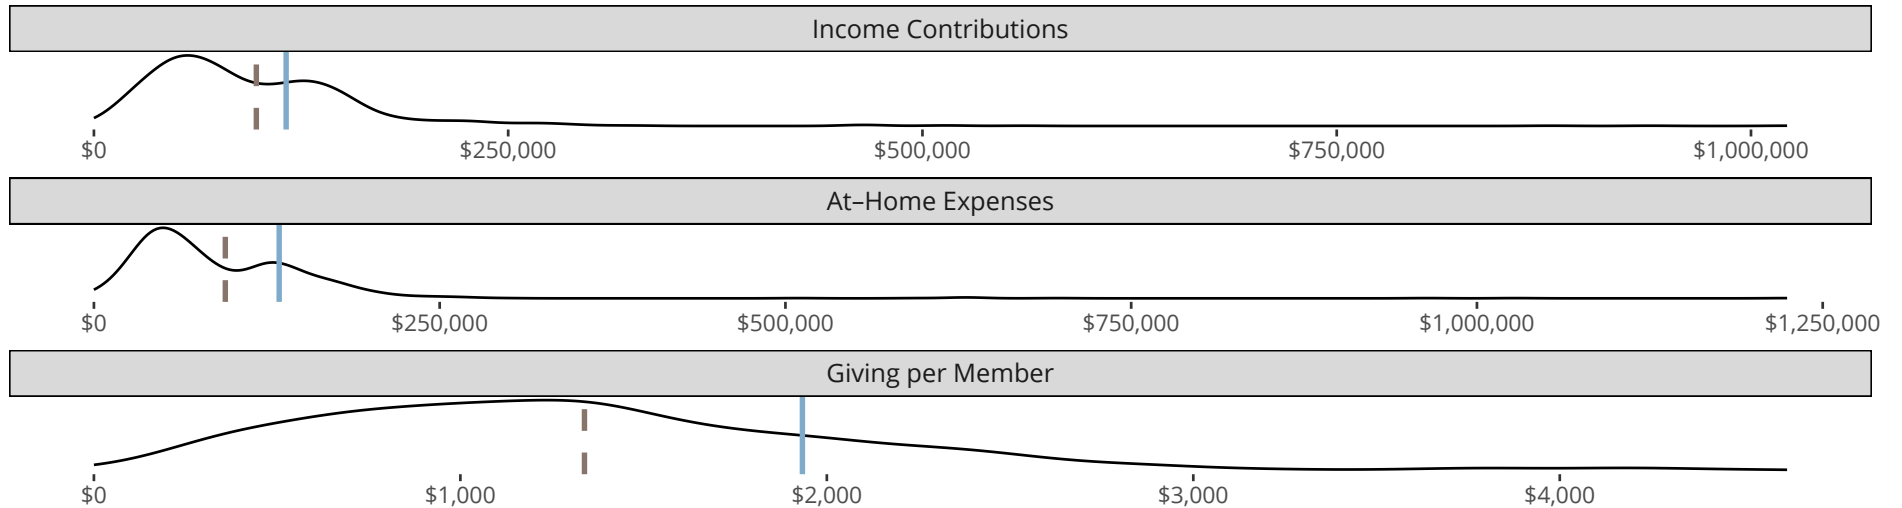 Income Contributions
$0 $250,000 $500,000 $750,000 $1,000,000
At–Home Expenses
$0 $250,000 $500,000 $750,000 $1,000,000 $1,250,000
Giving per Member
$0 $1,000 $2,000 $3,000 $4,000